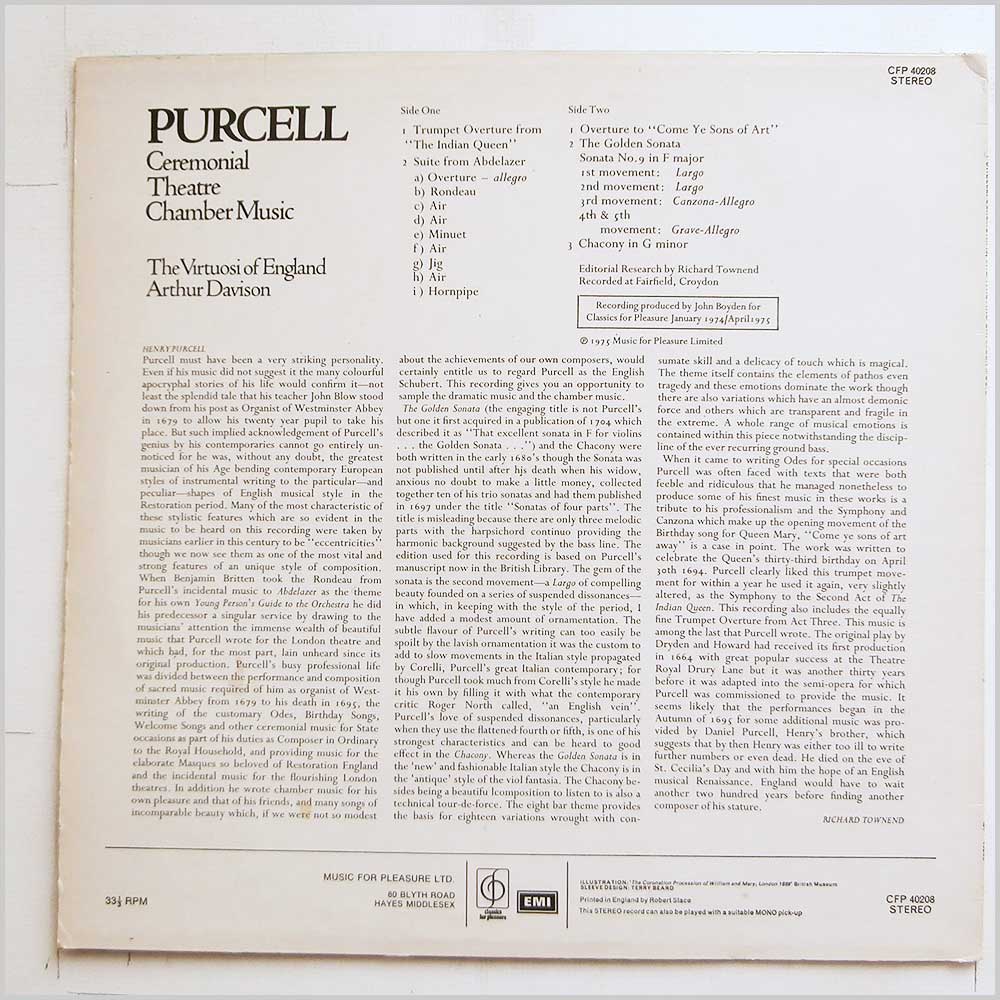 CFP 40208
STEREO
PURCELL
Ceremonial
Theatre
Chamber Music
The Virtuosi of England
Arthur Davison
Side One
1 Trumpet Overture from
"The Indian Queen"
2 Suite from Abdelazer
a) Overture – allegro
b) Rondeau
c) Air
d) Air
e) Minuet
f) Air
g) Jig
h) Air
i) Hornpipe
Side Two
1 Overture to "Come Ye Sons of Art"
2 The Golden Sonata
Sonata No.9 in F major
1st movement: Largo
2nd movement: Largo
3rd movement: Canzona-Allegro
4th & 5th
movement: Grave-Allegro
3 Chacony in G minor
Editorial Research by Richard Townend
Recorded at Fairfield, Croydon
Recording produced by John Boyden for
Classics for Pleasure January 1974/April 1975
℗ 1975 Music for Pleasure Limited
HENRY PURCELL
Purcell must have been a very striking personality.
Even if his music did not suggest it the many colourful
apocryphal stories of his life would confirm it—not
least the splendid tale that his teacher John Blow stood
down from his post as Organist of Westminster Abbey
in 1679 to allow his twenty year pupil to take his
place. But such implied acknowledgement of Purcell's
genius by his contemporaries cannot go entirely un-
noticed for he was, without any doubt, the greatest
musician of his Age bending contemporary European
styles of instrumental writing to the particular—and
peculiar—shapes of English musical style in the
Restoration period. Many of the most characteristic of
these stylistic features which are so evident in the
music to be heard on this recording were taken by
musicians earlier in this century to be "eccentricities"
though we now see them as one of the most vital and
strong features of an unique style of composition.
When Benjamin Britten took the Rondeau from
Purcell's incidental music to Abdelazer as the theme
for his own Young Person's Guide to the Orchestra he did
his predecessor a singular service by drawing to the
musicians' attention the immense wealth of beautiful
music that Purcell wrote for the London theatre and
which had, for the most part, lain unheard since its
original production. Purcell's busy professional life
was divided between the performance and composition
of sacred music required of him as organist of West-
minster Abbey from 1679 to his death in 1695, the
writing of the customary Odes, Birthday Songs,
Welcome Songs and other ceremonial music for State
occasions as part of his duties as Composer in Ordinary
to the Royal Household, and providing music for the
elaborate Masques so beloved of Restoration England
and the incidental music for the flourishing London
theatres. In addition he wrote chamber music for his
own pleasure and that of his friends, and many songs of
incomparable beauty which, if we were not so modest
about the achievements of our own composers, would
certainly entitle us to regard Purcell as the English
Schubert. This recording gives you an opportunity to
sample the dramatic music and the chamber music.
The Golden Sonata (the engaging title is not Purcell's
but one it first acquired in a publication of 1704 which
described it as "That excellent sonata in F for violins
. . . the Golden Sonata . . .") and the Chacony were
both written in the early 1680's though the Sonata was
not published until after hjs death when his widow,
anxious no doubt to make a little money, collected
together ten of his trio sonatas and had them published
in 1697 under the title "Sonatas of four parts". The
title is misleading because there are only three melodic
parts with the harpsichord continuo providing the
harmonic background suggested by the bass line. The
edition used for this recording is based on Purcell's
manuscript now in the British Library. The gem of the
sonata is the second movement—a Largo of compelling
beauty founded on a series of suspended dissonances—
in which, in keeping with the style of the period, I
have added a modest amount of ornamentation. The
subtle flavour of Purcell's writing can too easily be
spoilt by the lavish ornamentation it was the custom to
add to slow movements in the Italian style propagated
by Corelli, Purcell's great Italian contemporary; for
though Purcell took much from Corelli's style he made
it his own by filling it with what the contemporary
critic Roger North called, "an English vein".
Purcell's love of suspended dissonances, particularly
when they use the flattened fourth or fifth, is one of his
strongest characteristics and can be heard to good
effect in the Chacony. Whereas the Golden Sonata is in
the 'new' and fashionable Italian style the Chacony is in
the 'antique' style of the viol fantasia. The Chacony be-
sides being a beautiful lcomposition to listen to is also a
technical tour-de-force. The eight bar theme provides
the basis for eighteen variations wrought with con-
sumate skill and a delicacy of touch which is magical.
The theme itself contains the elements of pathos even
tragedy and these emotions dominate the work though
there are also variations which have an almost demonic
force and others which are transparent and fragile in
the extreme. A whole range of musical emotions is
contained within this piece notwithstanding the discip-
line of the ever recurring ground bass.
When it came to writing Odes for special occasions
Purcell was often faced with texts that were both
feeble and ridiculous that he managed nonetheless to
produce some of his finest music in these works is a
tribute to his professionalism and the Symphony and
Canzona which make up the opening movement of the
Birthday song for Queen Mary, "Come ye sons of art
away" is a case in point. The work was written to
celebrate the Queen's thirty-third birthday on April
30th 1694. Purcell clearly liked this trumpet move-
ment for within a year he used it again, very slightly
altered, as the Symphony to the Second Act of The
Indian Queen. This recording also includes the equally
fine Trumpet Overture from Act Three. This music is
among the last that Purcell wrote. The original play by
Dryden and Howard had received its first production
in 1664 with great popular success at the Theatre
Royal Drury Lane but it was another thirty years
before it was adapted into the semi-opera for which
Purcell was commissioned to provide the music. It
seems likely that the performances began in the
Autumn of 1695 for some additional music was pro-
vided by Daniel Purcell, Henry's brother, which
suggests that by then Henry was either too ill to write
further numbers or even dead. He died on the eve of
St. Cecilia's Day and with him the hope of an English
musical Renaissance. England would have to wait
another two hundred years before finding another
composer of his stature.
RICHARD TOWNEND
33⅓ RPM
MUSIC FOR PLEASURE LTD.
80 BLYTH ROAD
HAYES MIDDLESEX
classics
for pleasure
EMI
ILLUSTRATION: 'The Coronation Procession of William and Mary, London 1689' British Museum
SLEEVE DESIGN: TERRY BEARD
Printed in England by Robert Stace
This STEREO record can also be played with a suitable MONO pick-up
CFP 40208
STEREO